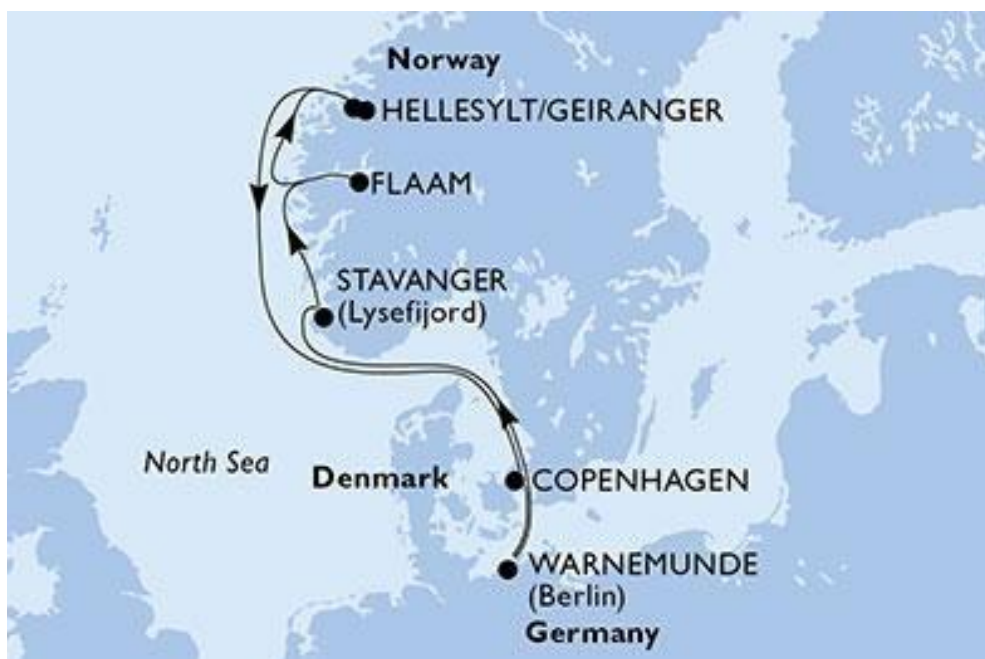 Norway
HELLESYLT/GEIRANGER
FLAAM
STAVANGER
(Lysefijord)
North Sea
Denmark
COPENHAGEN
WARNEMUNDE
(Berlin)
Germany